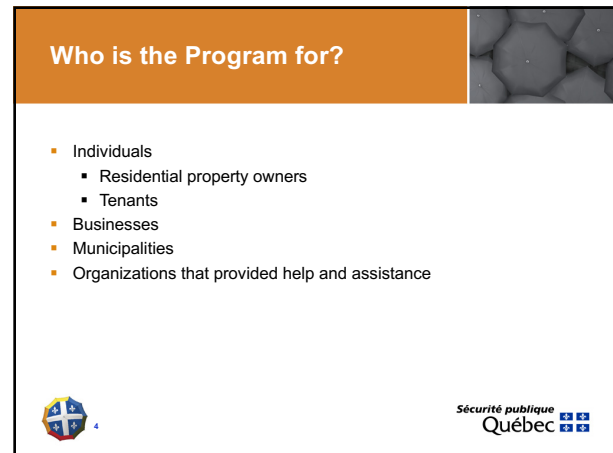 Who is the Program for?
Individuals
Residential property owners
Tenants
Businesses
Municipalities
Organizations that provided help and assistance
4
Sécurité publique
Québec